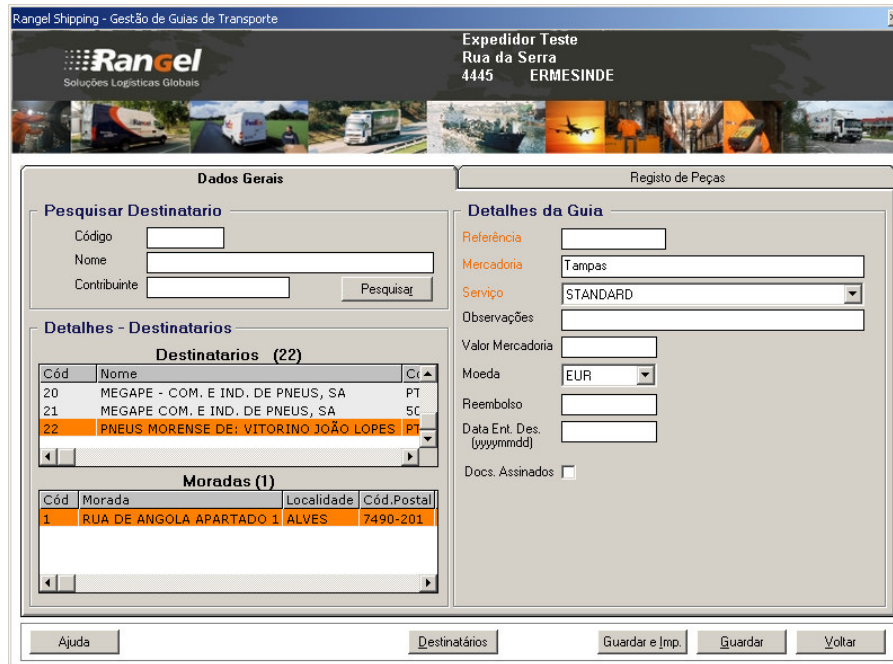 Rangel Shipping - Gestão de Guias de Transporte
Rangel
Soluções Logísticas Globais
Expedidor Teste
Rua da Serra
4445 ERMESINDE
Dados Gerais
Registo de Peças
Pesquisar Destinatario
Código
Nome
Contribuinte
Pesquisar
Detalhes - Destinatarios
Destinatarios (22)
Cód Nome
20 MEGAPE - COM. E IND. DE PNEUS, SA PT
21 MEGAPE COM. E IND. DE PNEUS, SA
22 PNEUS MORENSE DE: VITORINO JOÃO LOPES PT
Moradas (1)
Cód Morada Localidade Cód.Postal
1 RUA DE ANGOLA APARTADO 1 ALVES 7490-201
Detalhes da Guia
Referência
Mercadoria Tampas
Serviço STANDARD
Observações
Valor Mercadoria
Moeda EUR
Reembolso
Data Ent. Des.
(yyyymmdd)
Docs. Assinados
Ajuda
Destinatários
Guardar e Imp.
Guardar
Voltar